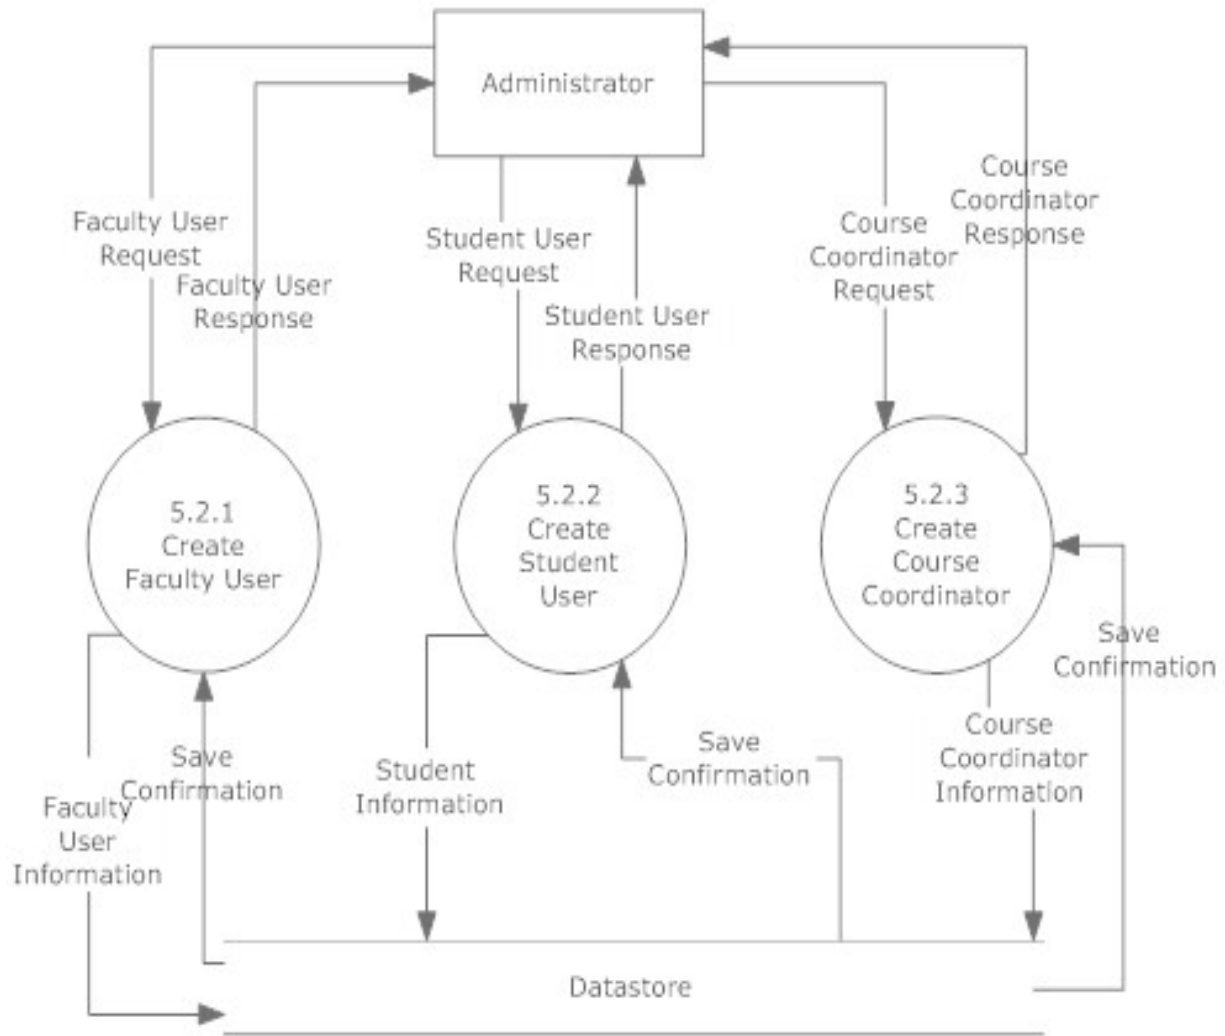 Administrator
Faculty User
Request
Faculty User
Response
Student User
Request
Student User
Response
Course
Coordinator
Request
Course
Coordinator
Response
5.2.1
Create
Faculty User
5.2.2
Create
Student
User
5.2.3
Create
Course
Coordinator
Faculty
User
Information
Save
Confirmation
Student
Information
Save
Confirmation
Course
Coordinator
Information
Save
Confirmation
Datastore